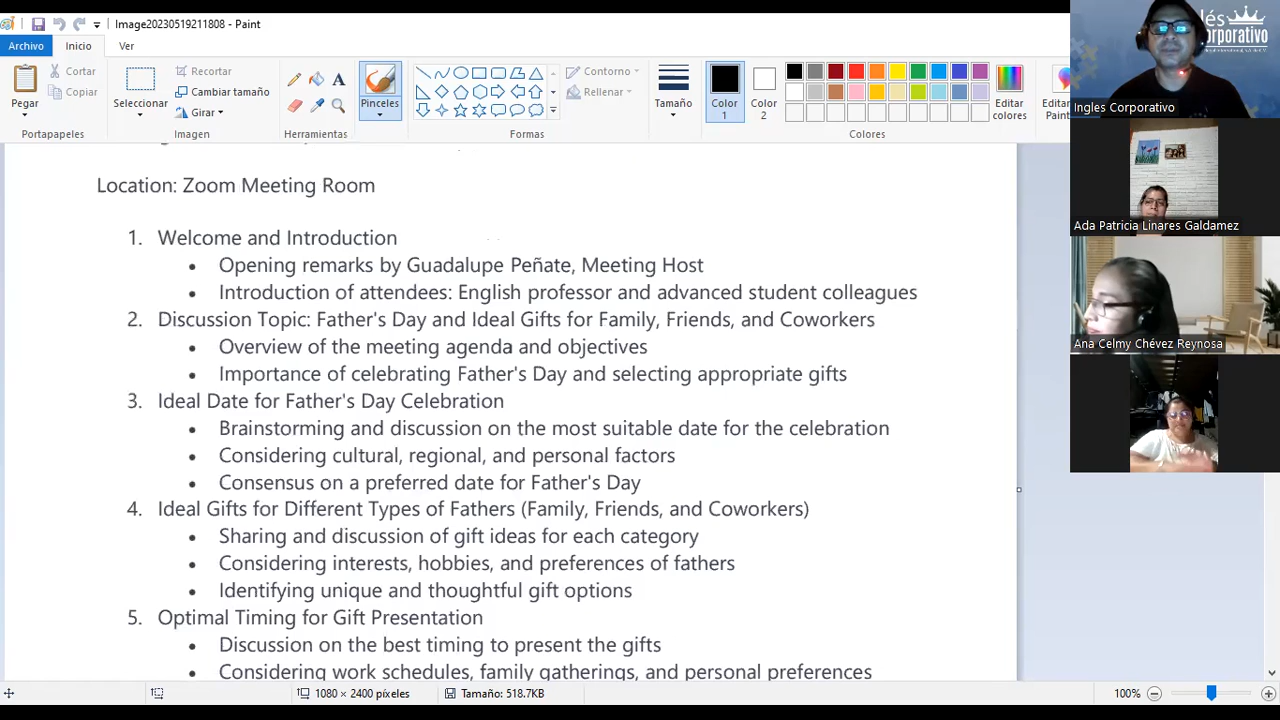 Image20230519211808 - Paint
Archivo Inicio Ver
Pegar
Cortar
Copiar
Portapapeles
Seleccionar
Recortar
Cambiar tamaño
Girar
Imagen
Herramientas
Pinceles
Contorno
Rellenar
Formas
Tamaño
Color 1
Color 2
Editar colores
Colores
Location: Zoom Meeting Room
1. Welcome and Introduction
• Opening remarks by Guadalupe Peñate, Meeting Host
• Introduction of attendees: English professor and advanced student colleagues
2. Discussion Topic: Father's Day and Ideal Gifts for Family, Friends, and Coworkers
• Overview of the meeting agenda and objectives
• Importance of celebrating Father's Day and selecting appropriate gifts
3. Ideal Date for Father's Day Celebration
• Brainstorming and discussion on the most suitable date for the celebration
• Considering cultural, regional, and personal factors
• Consensus on a preferred date for Father's Day
4. Ideal Gifts for Different Types of Fathers (Family, Friends, and Coworkers)
• Sharing and discussion of gift ideas for each category
• Considering interests, hobbies, and preferences of fathers
• Identifying unique and thoughtful gift options
5. Optimal Timing for Gift Presentation
• Discussion on the best timing to present the gifts
• Considering work schedules, family gatherings, and personal preferences
1080 × 2400 píxeles
Tamaño: 518.7KB
100%
Ingles Corporativo
Ada Patricia Linares Galdamez
Ana Celmy Chévez Reynosa